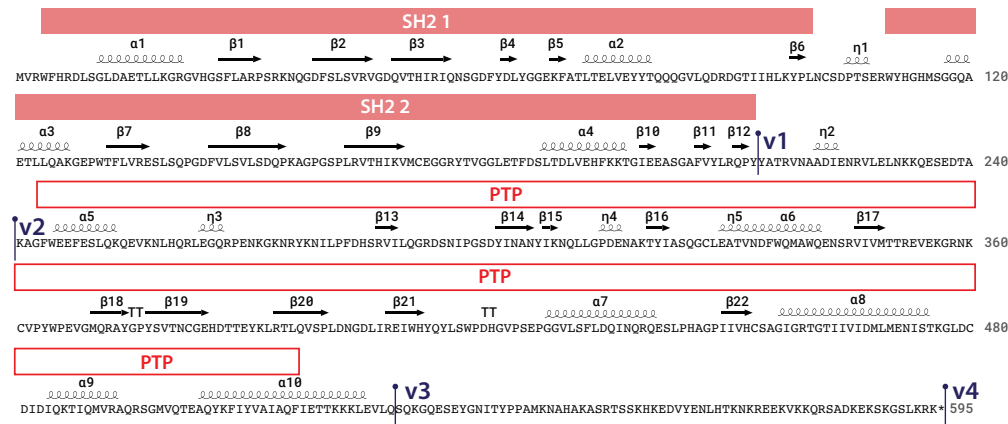 SH2 1
α1 β1 β2 β3 β4 β5 α2 β6 η1
MVRWFHRDLSGLDAETLLKGRGVHGSFLARPSRKNQGDFSLSVRVGDQVTHIRIQNSGDFYDLYGGEKFATLTELVEYYTQQQGVLQDRDGTIIHLKYPLNCSDPTSERWYHGHMSGGQA 120
SH2 2
α3 β7 β8 β9 α4 β10 β11 β12 v1 η2
ETLLQAKGEPWTFLVRESLSQPGDFVLSVLSDQPKAGPGSPLRVTHIKVMCEGGRYTVGGLETFDSLTDLVEHFKKTGIEEASGAFVYLRQPYYATRVNAADIENRVLELNKKQESEDTA 240
PTP
v2 α5 η3 β13 β14 β15 η4 β16 η5 α6 β17
KAGFWEEFESLQKQEVKNLHQRLEGQRPENKGKNRYKNILPFDHSRVILQGRDSNIPGSDYINANYIKNQLLGPDENAKTYIASQGCLEATVNDFWQMAWQENSRVIVMTTREVEKGRNK 360
PTP
β18 TT β19 β20 β21 TT α7 β22 α8
CVPYWPEVGMQRAYGPYSVTNCGEHDTTEYKLRTLQVSPLDNGDLIREIWHYQYLSWPDHGVPSEPGGVLSFLDQINQRQESLPHAGPIIVHCSAGIGRTGTIIVIDMLMENISTKGLDC 480
PTP
α9 α10 v3 v4
DIDIQKTIQMVRAQRSGMVQTEAQYKFIYVAIAQFIETTKKKLEVLQSQKGQESEYGNITYPPAMKNAHAKASRTSSKHKEDVYENLHTKNKREEKVKKQRSADKEKSKGSLKRK* 595